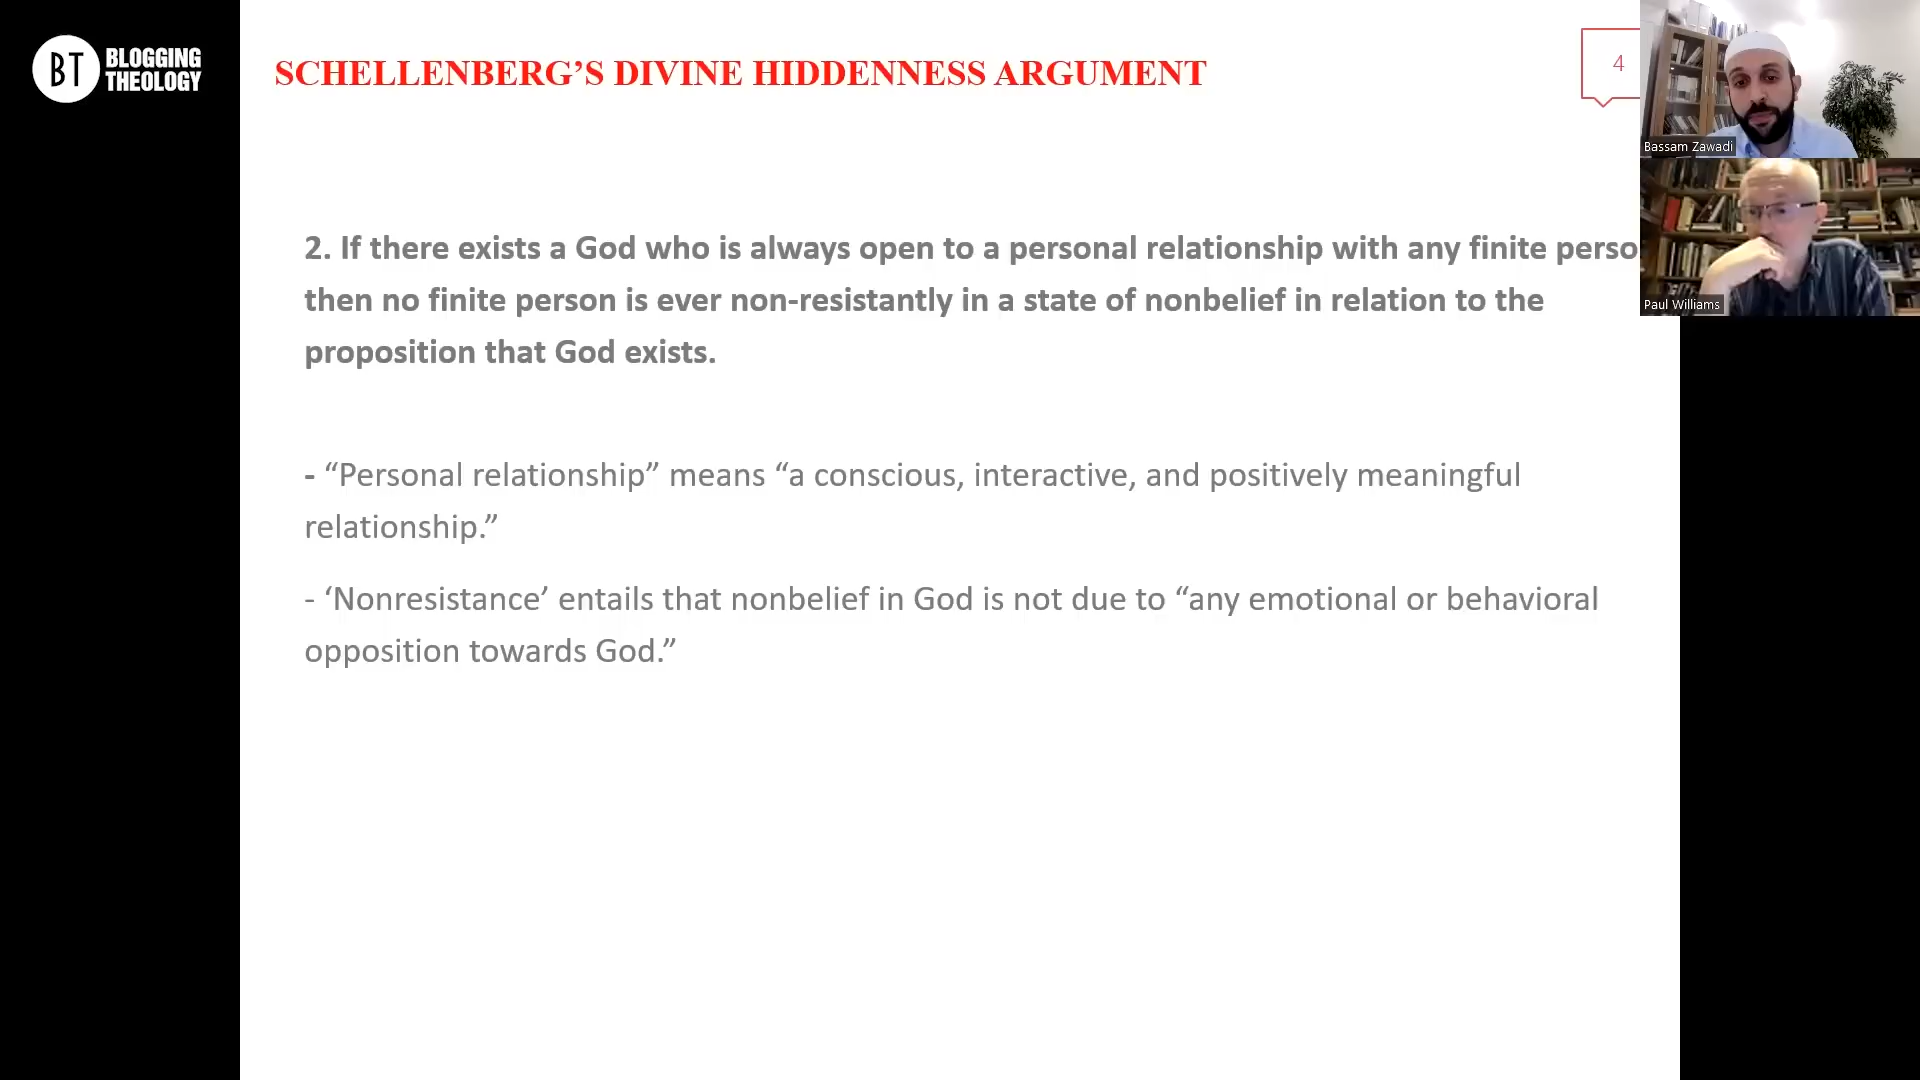 BT BLOGGING
THEOLOGY
SCHELLENBERG’S DIVINE HIDDENNESS ARGUMENT
4
Bassam Zawadi
Paul Williams
2. If there exists a God who is always open to a personal relationship with any finite perso
then no finite person is ever non-resistantly in a state of nonbelief in relation to the
proposition that God exists.
- “Personal relationship” means “a conscious, interactive, and positively meaningful
relationship.”
- ‘Nonresistance’ entails that nonbelief in God is not due to “any emotional or behavioral
opposition towards God.”